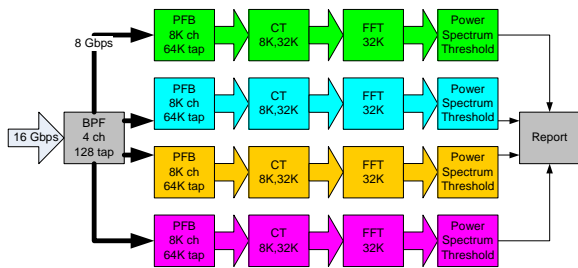 8 Gbps
PFB
8K ch
64K tap
CT
8K,32K
FFT
32K
Power
Spectrum
Threshold
PFB
8K ch
64K tap
CT
8K,32K
FFT
32K
Power
Spectrum
Threshold
16 Gbps
BPF
4 ch
128 tap
Report
PFB
8K ch
64K tap
CT
8K,32K
FFT
32K
Power
Spectrum
Threshold
PFB
8K ch
64K tap
CT
8K,32K
FFT
32K
Power
Spectrum
Threshold